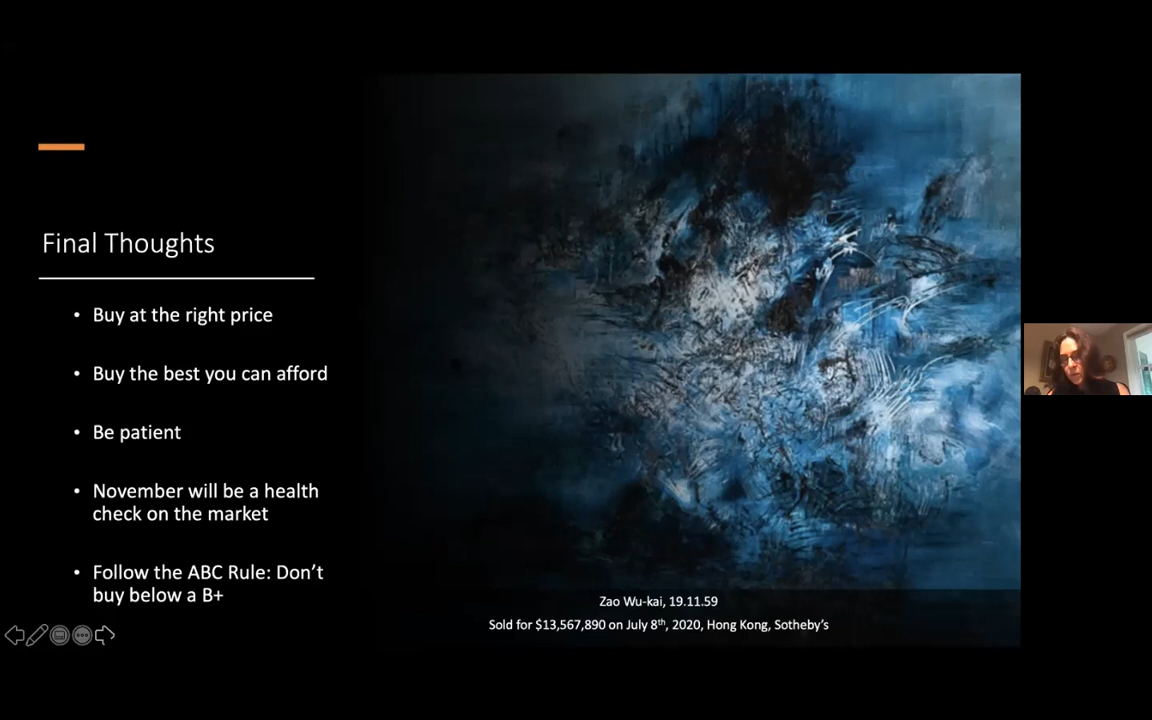 Final Thoughts
• Buy at the right price
• Buy the best you can afford
• Be patient
• November will be a health
check on the market
• Follow the ABC Rule: Don't
buy below a B+
Zao Wu-kai, 19.11.59
Sold for $13,567,890 on July 8th, 2020, Hong Kong, Sotheby's